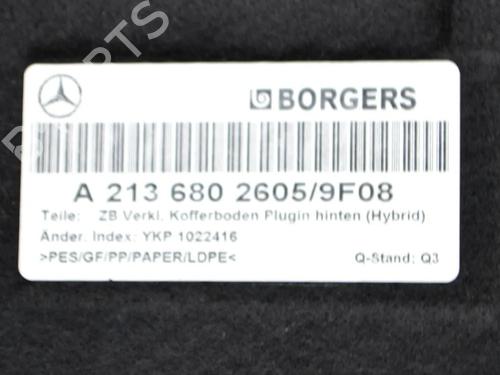 BORGERS
A 213 680 2605/9F08
Teile: ZB Verkl. Kofferboden Plugin hinten (Hybrid)
Änder. Index: YKP 1022416
>PES/GF/PP/PAPER/LDPE< Q-Stand: Q3